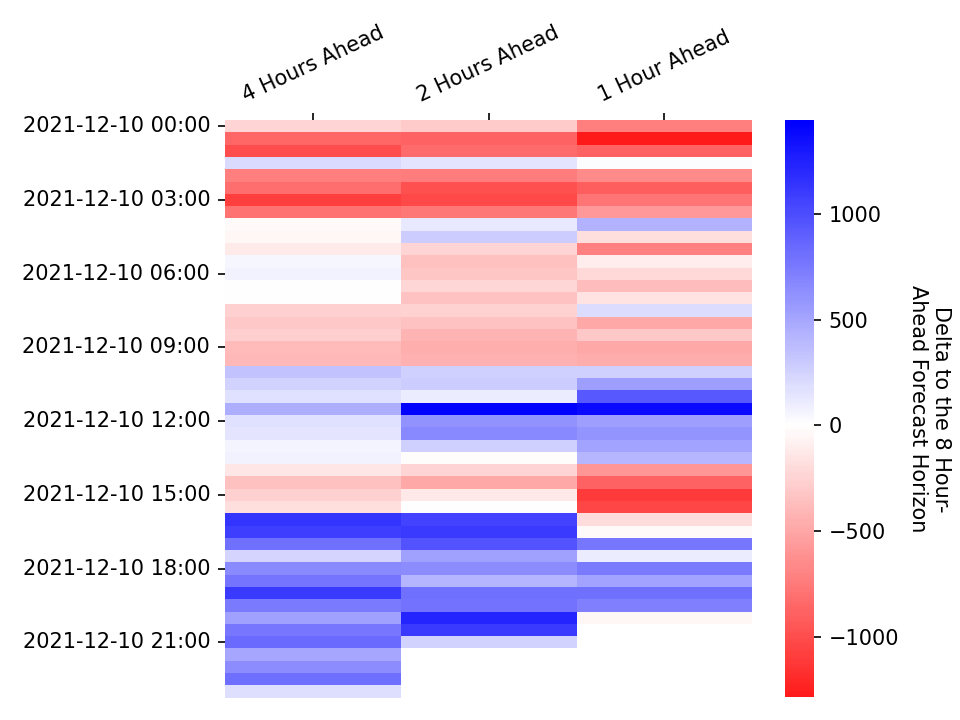 4 Hours Ahead
2 Hours Ahead
1 Hour Ahead
2021-12-10 00:00
2021-12-10 03:00
2021-12-10 06:00
2021-12-10 09:00
2021-12-10 12:00
2021-12-10 15:00
2021-12-10 18:00
2021-12-10 21:00
1000
500
0
−500
−1000
Delta to the 8 Hour-
Ahead Forecast Horizon